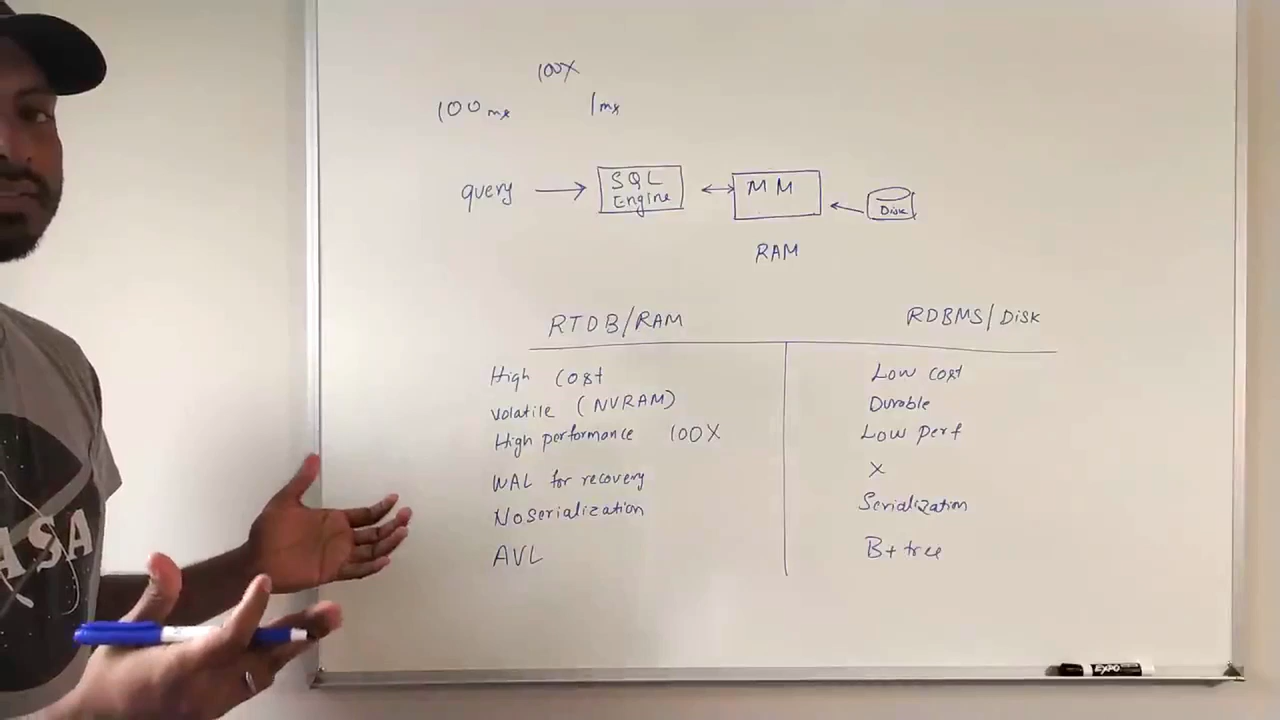 100X
100ms 1ms
query → SQL Engine ↔ MM ← Disk
RAM
RTDB/RAM RDBMS/Disk
High cost Low cost
Volatile (NVRAM) Durable
High performance 100X Low perf
WAL for recovery X
No serialization Serialization
AVL B+ tree
ASA
EXPO